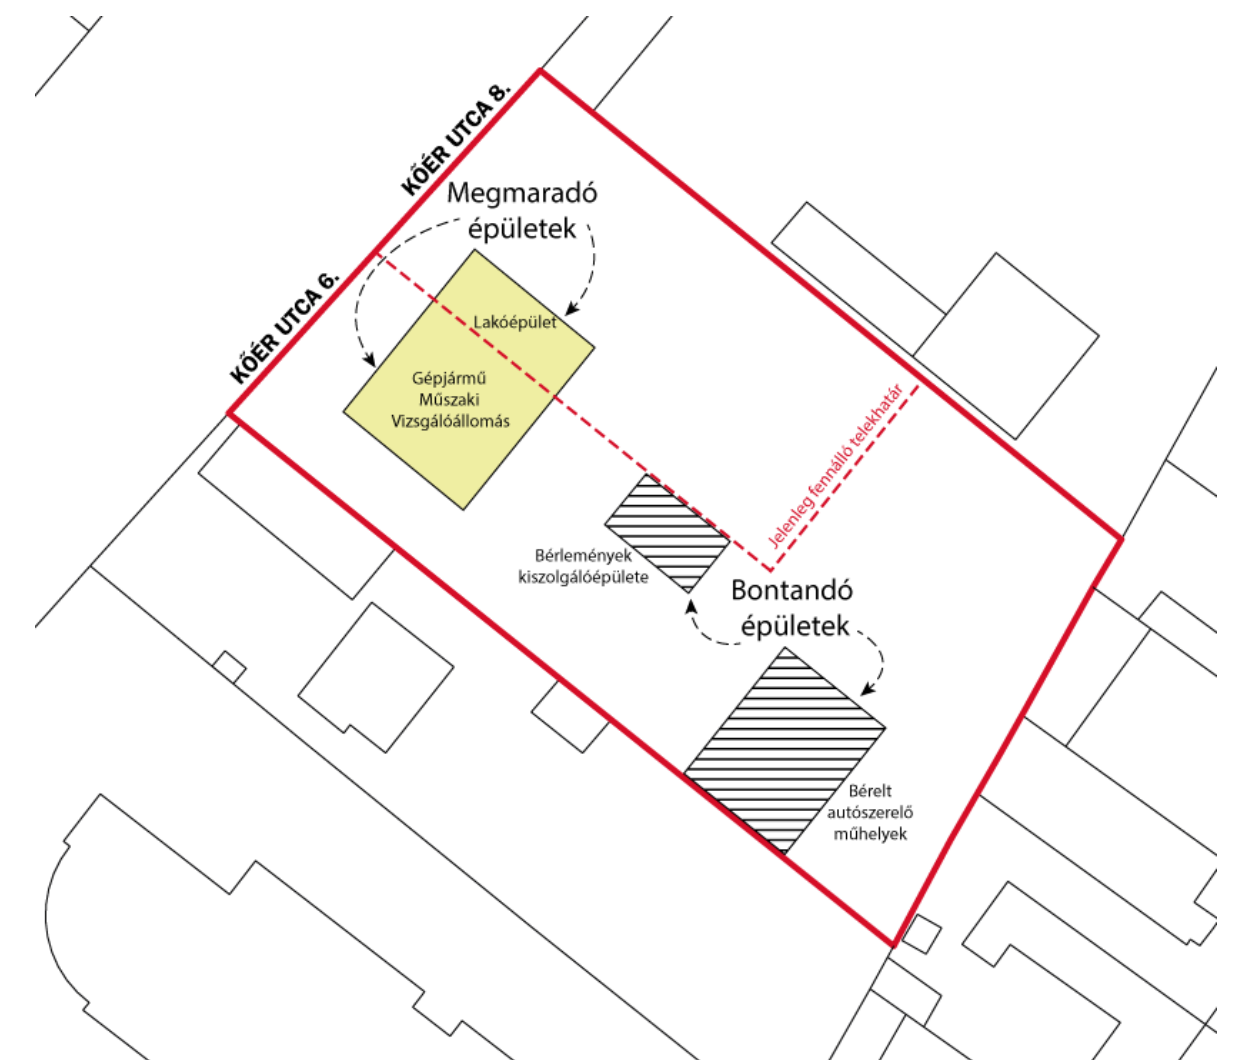 KŐÉR UTCA 8.
Megmaradó
épületek
KŐÉR UTCA 6.
Lakóépület
Gépjármű
Műszaki
Vizsgálóállomás
Jelenleg fennálló telekhatár
Bérlemények
kiszolgálóépülete
Bontandó
épületek
Bérelt
autószerelő
műhelyek